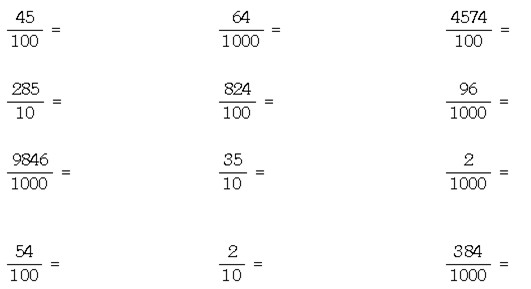 45/100 = 64/1000 = 4574/100 =
285/10 = 824/100 = 96/1000 =
9846/1000 = 35/10 = 2/1000 =
54/100 = 2/10 = 384/1000 =